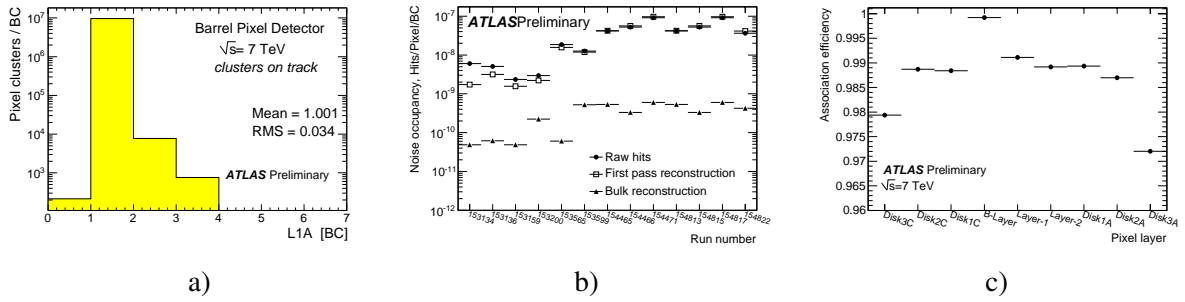 Pixel clusters / BC
10⁷
10⁶
10⁵
10⁴
10³
Barrel Pixel Detector
√s= 7 TeV
clusters on track
Mean = 1.001
RMS = 0.034
ATLAS Preliminary
0 1 2 3 4 5 6 7
L1A [BC]
a)
Noise occupancy, Hits/Pixel/BC
10⁻⁷
10⁻⁸
10⁻⁹
10⁻¹⁰
10⁻¹¹
10⁻¹²
ATLAS Preliminary
Raw hits
First pass reconstruction
Bulk reconstruction
153134 153136 153159 153200 153565 153599 154465 154466 154471 154813 154815 154817 154822
Run number
b)
Association efficiency
1
0.995
0.99
0.985
0.98
0.975
0.97
0.965
0.96
ATLAS Preliminary
√s=7 TeV
Disk3C Disk2C Disk1C B-Layer Layer-1 Layer-2 Disk1A Disk2A Disk3A
Pixel layer
c)